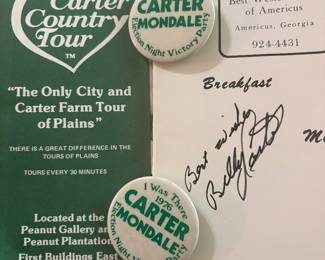 Carter
Country
Tour
TM
"The Only City and
Carter Farm Tour
of Plains"
THERE IS A GREAT DIFFERENCE IN THE
TOURS OF PLAINS
TOURS EVERY 30 MINUTES
Located at the
Peanut Gallery and
Peanut Plantation
First Buildings East
CARTER
MONDALE
Election Night Victory Party
I Was There
1976
CARTER
MONDALE
Election Night Victory Party
of Americus
Americus, Georgia
924-4431
Breakfast
Best wishes
Billy Carter